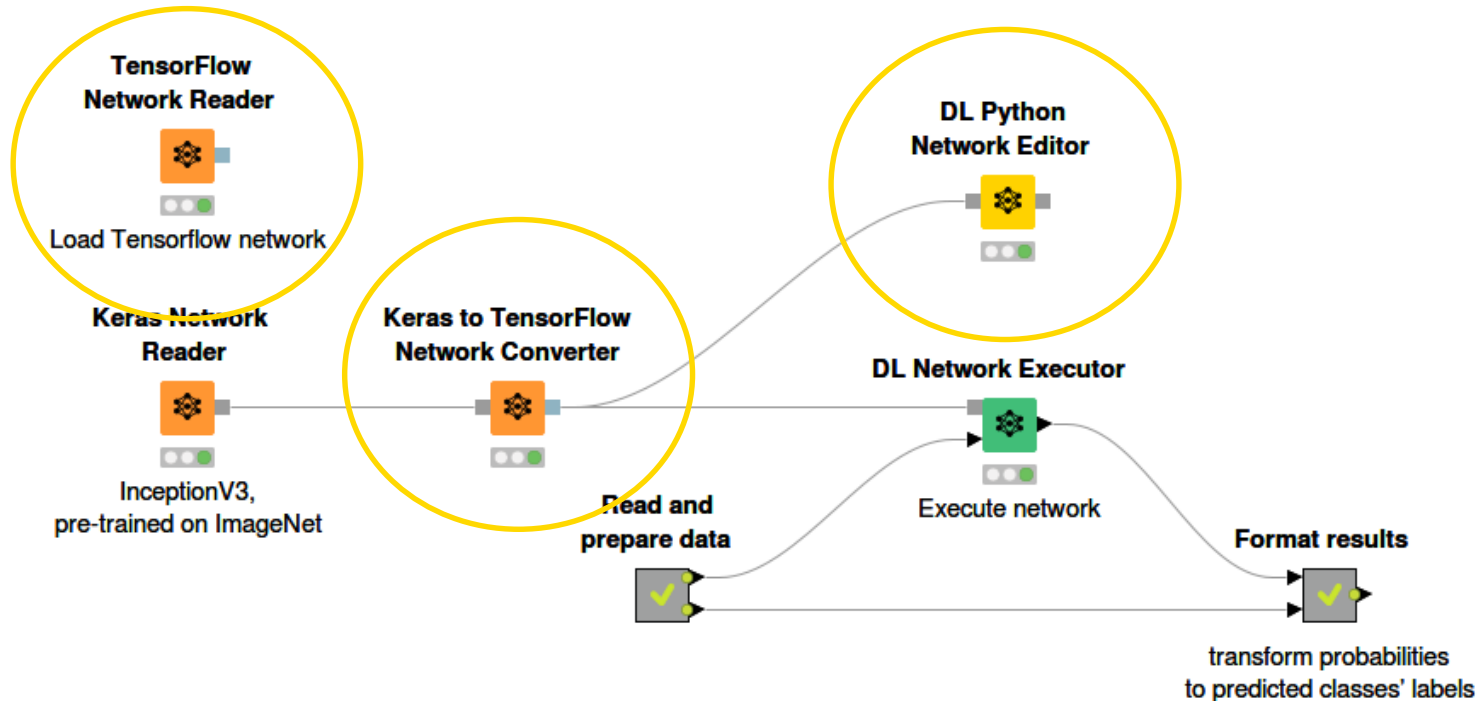 TensorFlow
Network Reader
Load Tensorflow network
DL Python
Network Editor
Keras Network
Reader
InceptionV3,
pre-trained on ImageNet
Keras to TensorFlow
Network Converter
DL Network Executor
Execute network
Read and
prepare data
Format results
transform probabilities
to predicted classes' labels